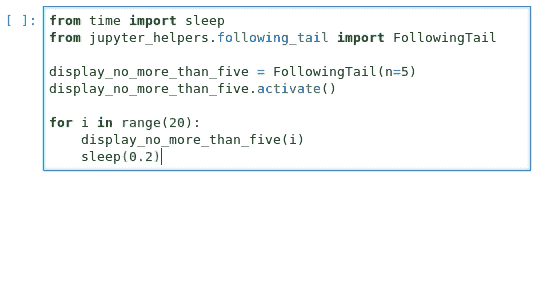 [ ]: from time import sleep
from jupyter_helpers.following_tail import FollowingTail

display_no_more_than_five = FollowingTail(n=5)
display_no_more_than_five.activate()

for i in range(20):
    display_no_more_than_five(i)
    sleep(0.2)